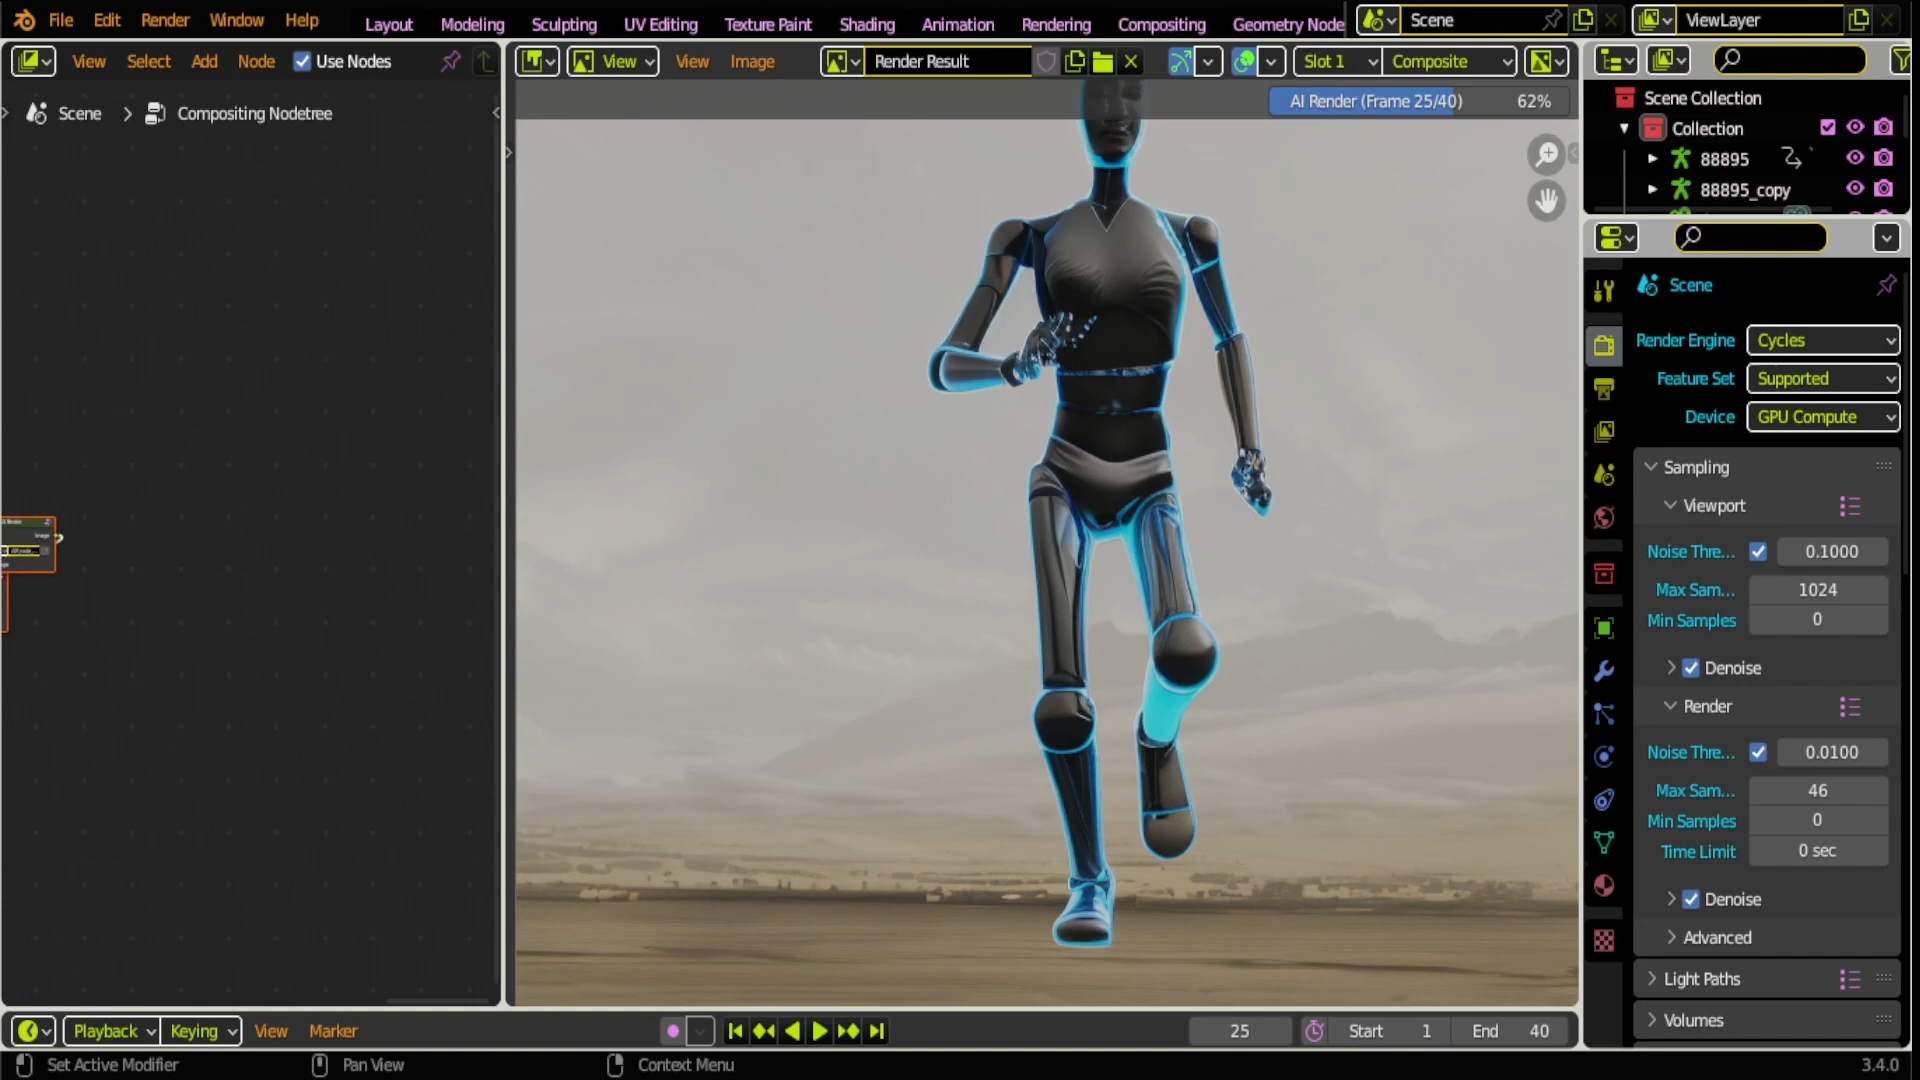 File Edit Render Window Help Layout Modeling Sculpting UV Editing Texture Paint Shading Animation Rendering Compositing Geometry Node Scene ViewLayer
View Select Add Node Use Nodes View View Image Render Result Slot 1 Composite
AI Render (Frame 25/40) 62%
Scene Compositing Nodetree
Scene Collection
Collection
88895
88895_copy
Scene
Render Engine Cycles
Feature Set Supported
Device GPU Compute
Sampling
Viewport
Noise Thre... 0.1000
Max Sam... 1024
Min Samples 0
Denoise
Render
Noise Thre... 0.0100
Max Sam... 46
Min Samples 0
Time Limit 0 sec
Denoise
Advanced
Light Paths
Volumes
Image
Playback Keying View Marker 25 Start 1 End 40
Set Active Modifier Pan View Context Menu 3.4.0